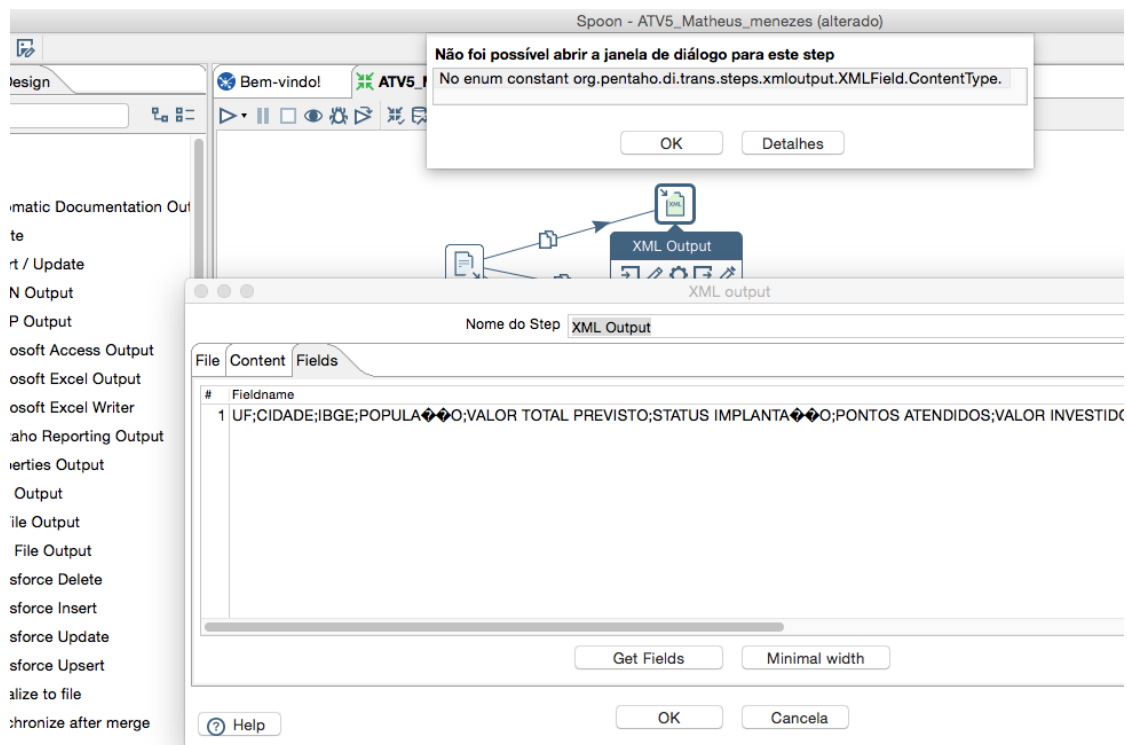 Spoon - ATV5_Matheus_menezes (alterado)
Não foi possível abrir a janela de diálogo para este step
No enum constant org.pentaho.di.trans.steps.xmloutput.XMLField.ContentType.
OK Detalhes
Design
Bem-vindo!
ATV5_
omatic Documentation Out
te
rt / Update
N Output
P Output
osoft Access Output
osoft Excel Output
osoft Excel Writer
taho Reporting Output
perties Output
Output
ile Output
File Output
sforce Delete
sforce Insert
sforce Update
sforce Upsert
alize to file
chronize after merge
XML
XML Output
XML output
Nome do Step XML Output
File Content Fields
# Fieldname
1 UF;CIDADE;IBGE;POPULA��O;VALOR TOTAL PREVISTO;STATUS IMPLANTA��O;PONTOS ATENDIDOS;VALOR INVESTIDO
Get Fields Minimal width
Help
OK Cancela